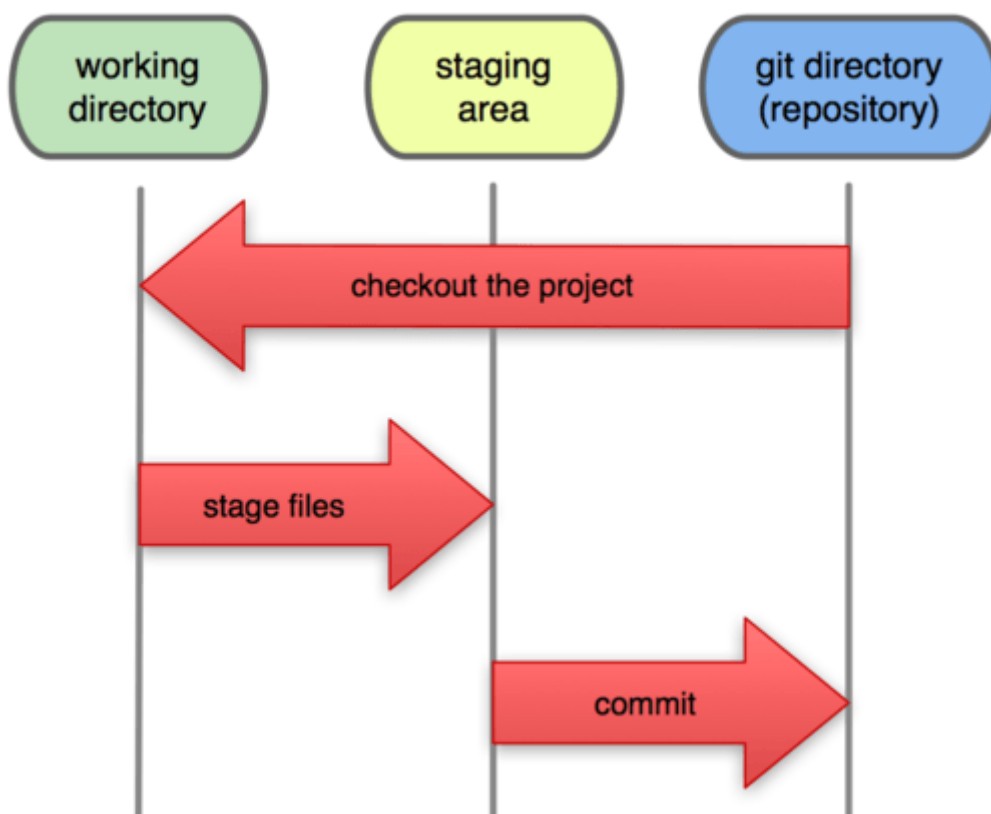 working
directory
staging
area
git directory
(repository)
checkout the project
stage files
commit